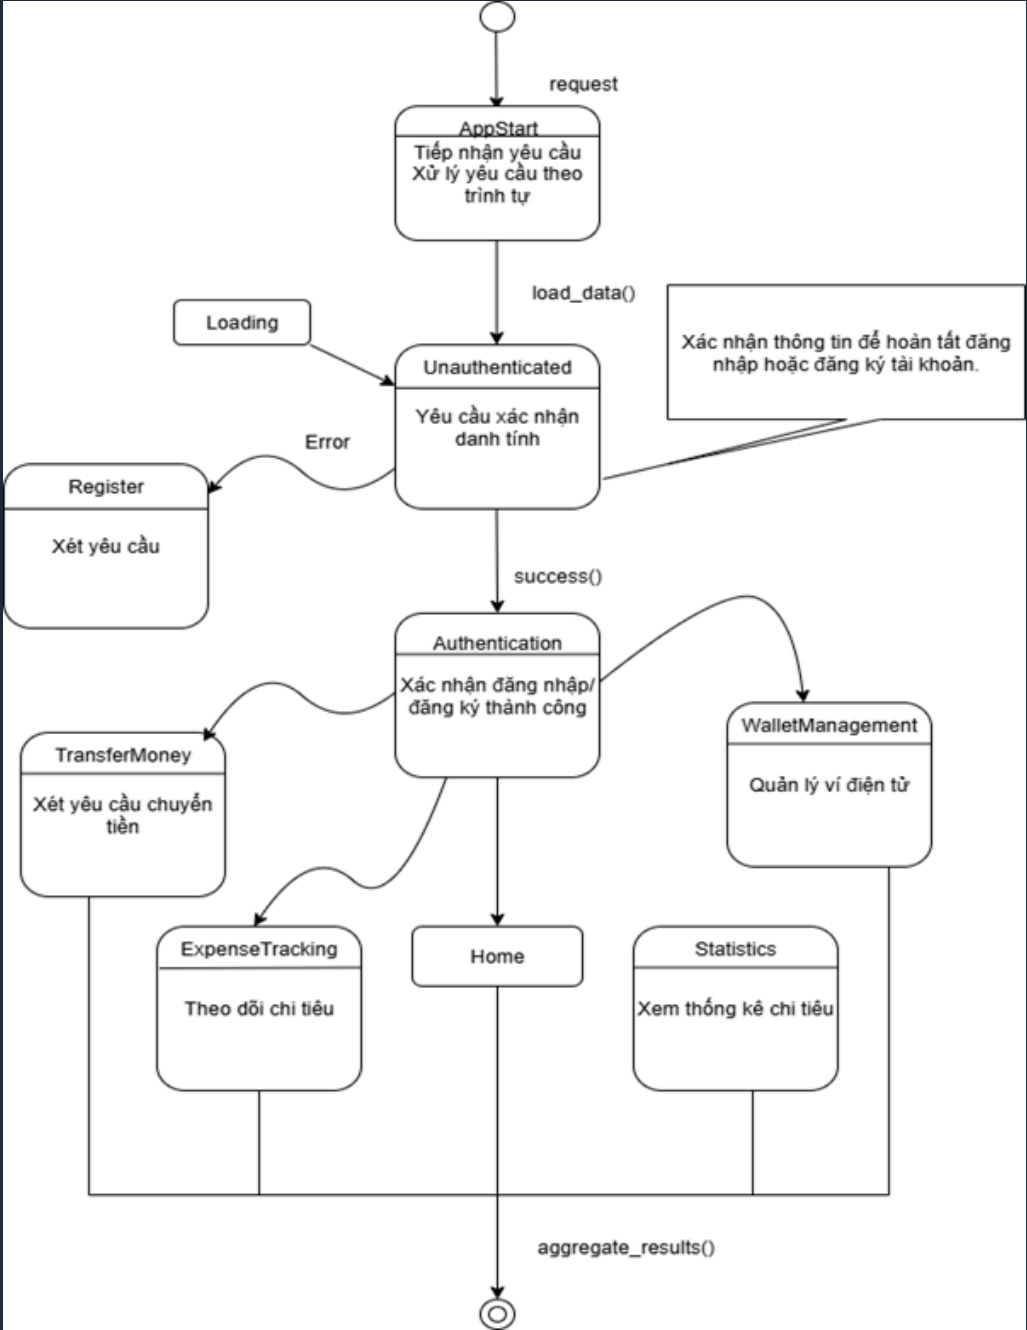 request
AppStart
Tiếp nhận yêu cầu
Xử lý yêu cầu theo
trình tự
load_data()
Loading
Xác nhận thông tin để hoàn tất đăng
nhập hoặc đăng ký tài khoản.
Unauthenticated
Yêu cầu xác nhận
danh tính
Error
Register
Xét yêu cầu
success()
Authentication
Xác nhận đăng nhập/
đăng ký thành công
WalletManagement
Quản lý ví điện tử
TransferMoney
Xét yêu cầu chuyển
tiền
ExpenseTracking
Theo dõi chi tiêu
Home
Statistics
Xem thống kê chi tiêu
aggregate_results()